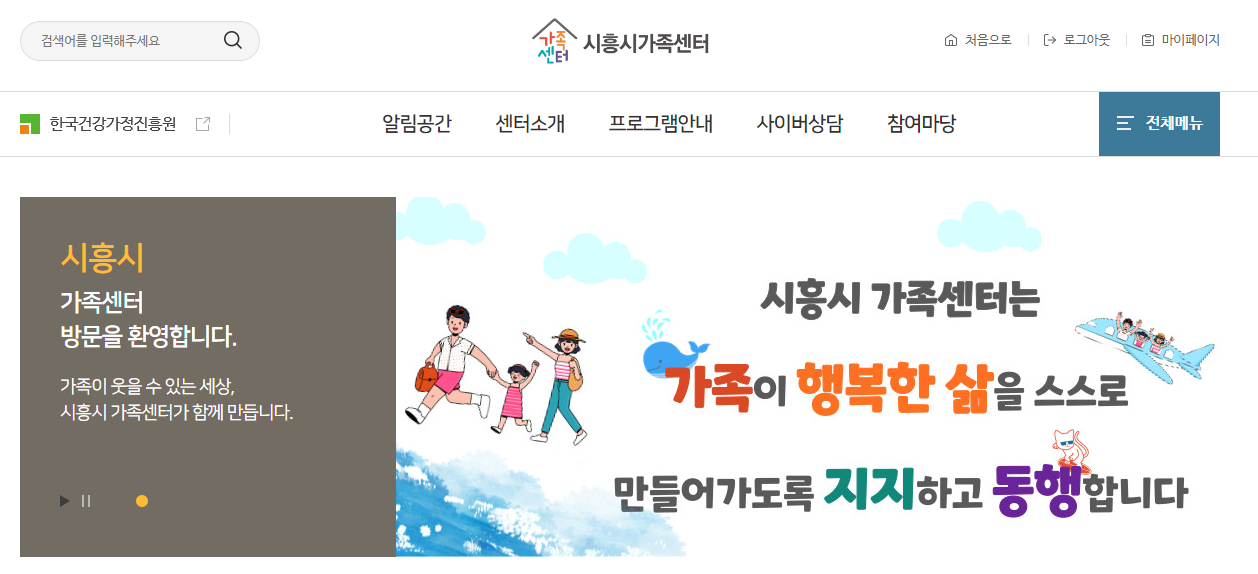 검색어를 입력해주세요
가족
센터
시흥시가족센터
처음으로
로그아웃
마이페이지
한국건강가정진흥원
알림공간
센터소개
프로그램안내
사이버상담
참여마당
전체메뉴
시흥시
가족센터
방문을 환영합니다.
가족이 웃을 수 있는 세상,
시흥시 가족센터가 함께 만듭니다.
시흥시 가족센터는
가족이 행복한 삶을 스스로
만들어가도록 지지하고 동행합니다